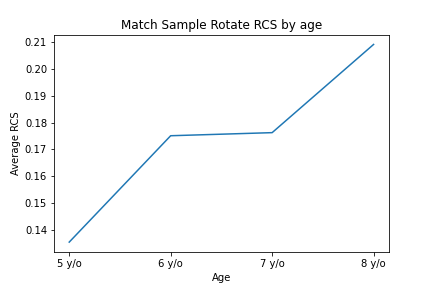 Match Sample Rotate RCS by age
Average RCS
0.21
0.20
0.19
0.18
0.17
0.16
0.15
0.14
5 y/o 6 y/o 7 y/o 8 y/o
Age